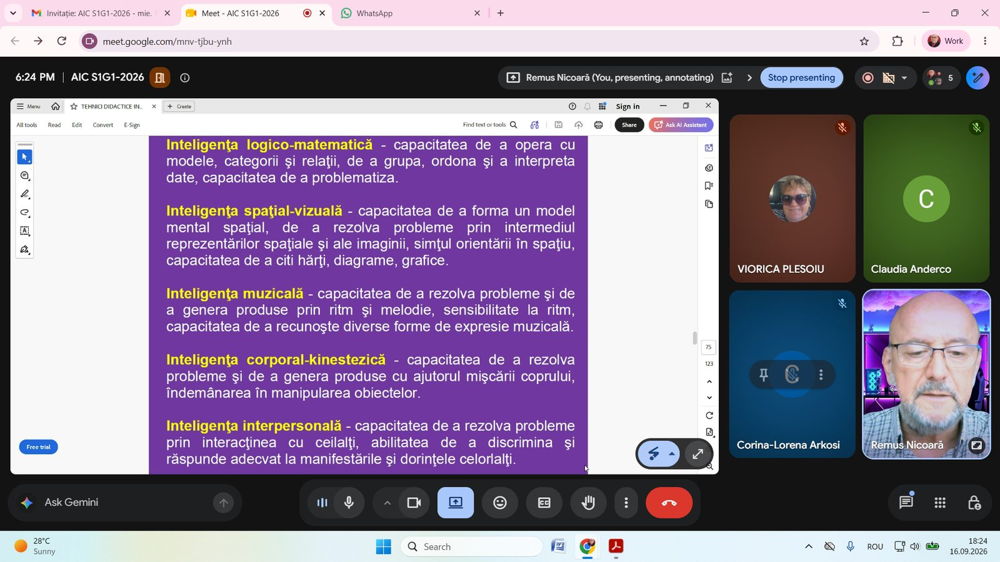 Invitație: AIC S1G1-2026 - mie. 
Meet - AIC S1G1-2026
WhatsApp
meet.google.com/mnv-tjbu-ynh
Work
6:24 PM | AIC S1G1-2026
Remus Nicoară (You, presenting, annotating)
Stop presenting
5
Menu
TEHNICI DIDACTICE IN...
Create
Sign in
All tools
Read
Edit
Convert
E-Sign
Find text or tools
Share
Ask AI Assistant
Inteligenţa logico-matematică - capacitatea de a opera cu
modele, categorii şi relaţii, de a grupa, ordona şi a interpreta
date, capacitatea de a problematiza.
Inteligenţa spaţial-vizuală - capacitatea de a forma un model
mental spaţial, de a rezolva probleme prin intermediul
reprezentărilor spaţiale şi ale imaginii, simţul orientării în spaţiu,
capacitatea de a citi hărţi, diagrame, grafice.
Inteligenţa muzicală - capacitatea de a rezolva probleme şi de
a genera produse prin ritm şi melodie, sensibilitate la ritm,
capacitatea de a recunoşte diverse forme de expresie muzicală.
Inteligenţa corporal-kinestezică - capacitatea de a rezolva
probleme şi de a genera produse cu ajutorul mişcării coprului,
îndemânarea în manipularea obiectelor.
Inteligenţa interpersonală - capacitatea de a rezolva probleme
prin interacţinea cu ceilalţi, abilitatea de a discrimina şi
răspunde adecvat la manifestările şi dorinţele celorlalţi.
75
123
Free trial
VIORICA PLESOIU
C
Claudia Anderco
C
Corina-Lorena Arkosi
Remus Nicoară
Ask Gemini
28°C
Sunny
Search
ROU
18:24
16.09.2026